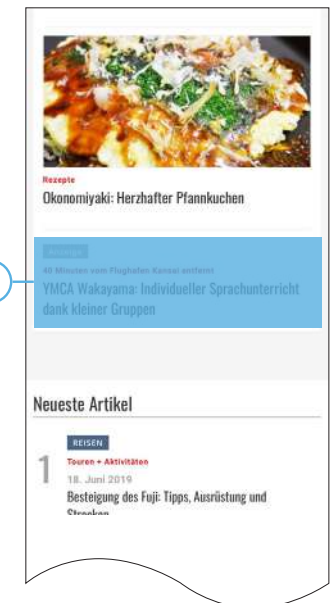 Rezepte
Okonomiyaki: Herzhafter Pfannkuchen
Anzeige
40 Minuten vom Flughafen Kansai entfernt
YMCA Wakayama: Individueller Sprachunterricht
dank kleiner Gruppen
Neueste Artikel
REISEN
1
Touren + Aktivitäten
18. Juni 2019
Besteigung des Fuji: Tipps, Ausrüstung und
Strecken